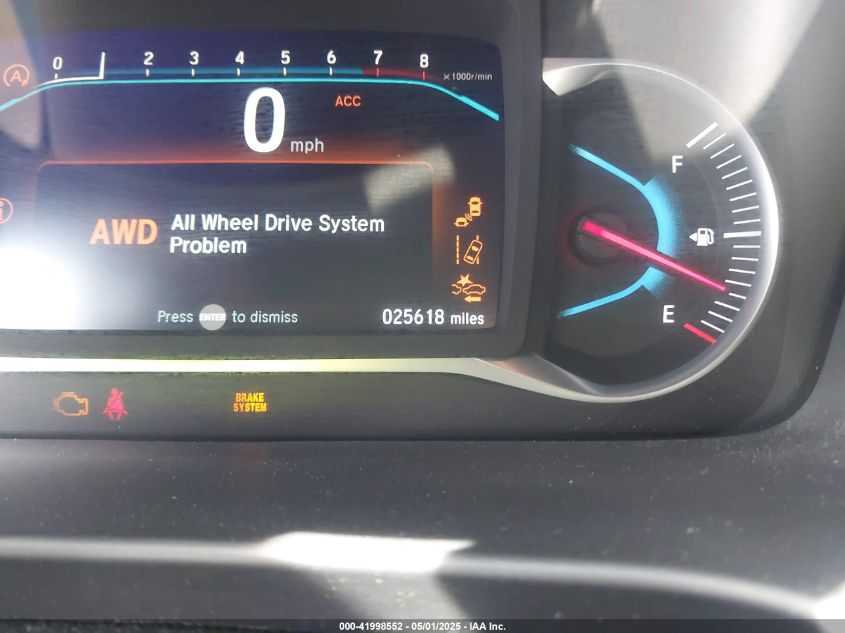 0 2 3 4 5 6 7 8
x1000r/min
A
ACC
0 mph
F
i
AWD All Wheel Drive System
Problem
E
Press ENTER to dismiss
025618 miles
BRAKE
SYSTEM
000-41998552 - 05/01/2025 - IAA Inc.